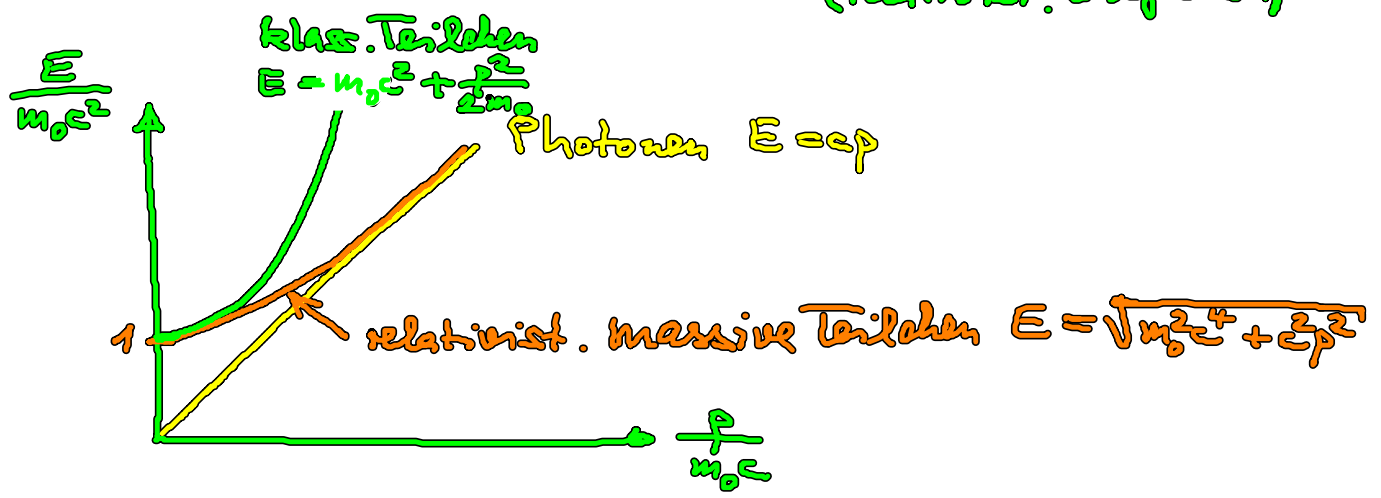 klass. Teilchen
E = m₀c² + p²/2m₀
E/m₀c²
Photonen E = cp
1
relativist. massive Teilchen E = √(m₀²c⁴ + c²p²)
p/m₀c